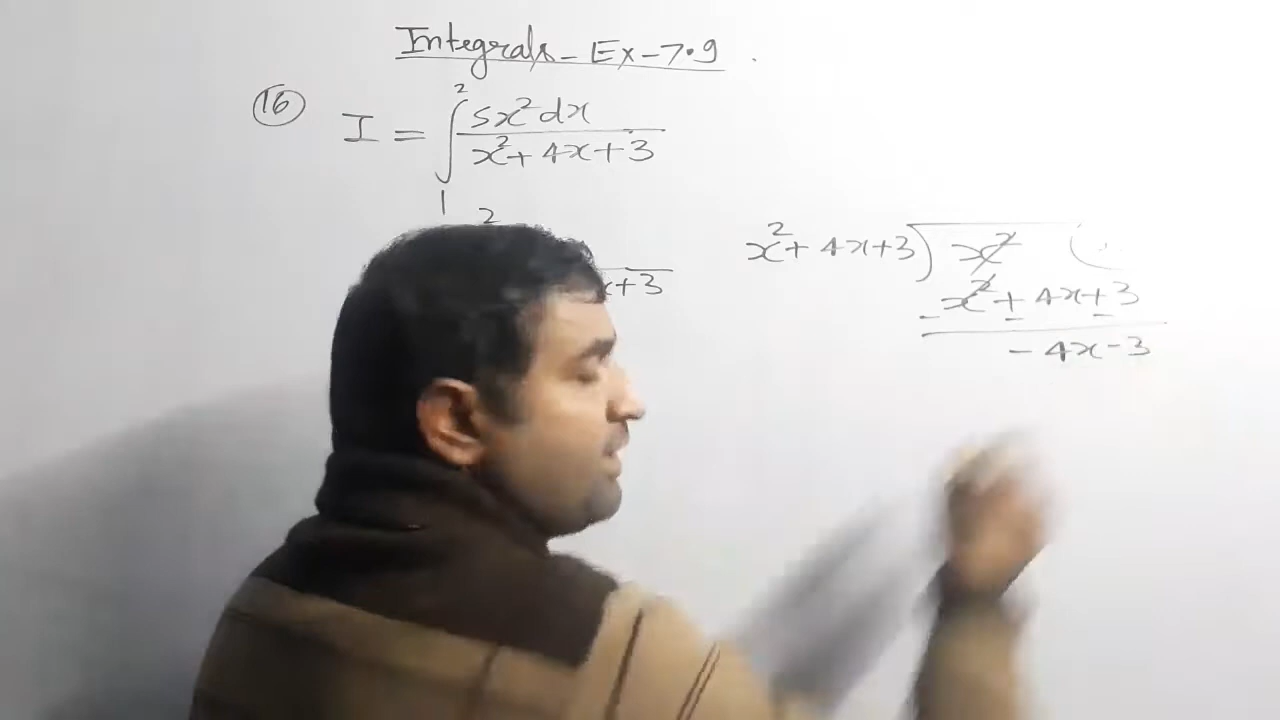 Integrals - Ex - 7.9
16 I = ∫₁² 5x² dx / x² + 4x + 3
2
x + 3
x² + 4x + 3 ) x² (
x² + 4x + 3
- - -
- 4x - 3